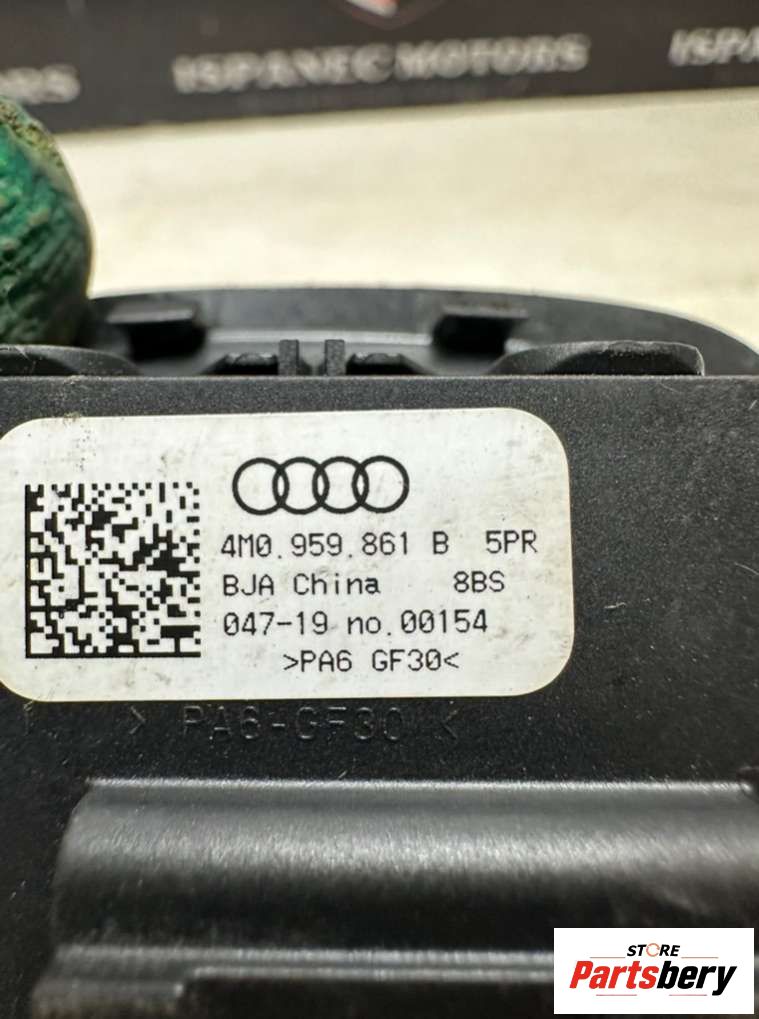 ISPANEC MOTORS
4M0.959.861 B 5PR
BJA China 8BS
047-19 no.00154
>PA6 GF30<
> PA6-GF30 <
STORE
Partsbery